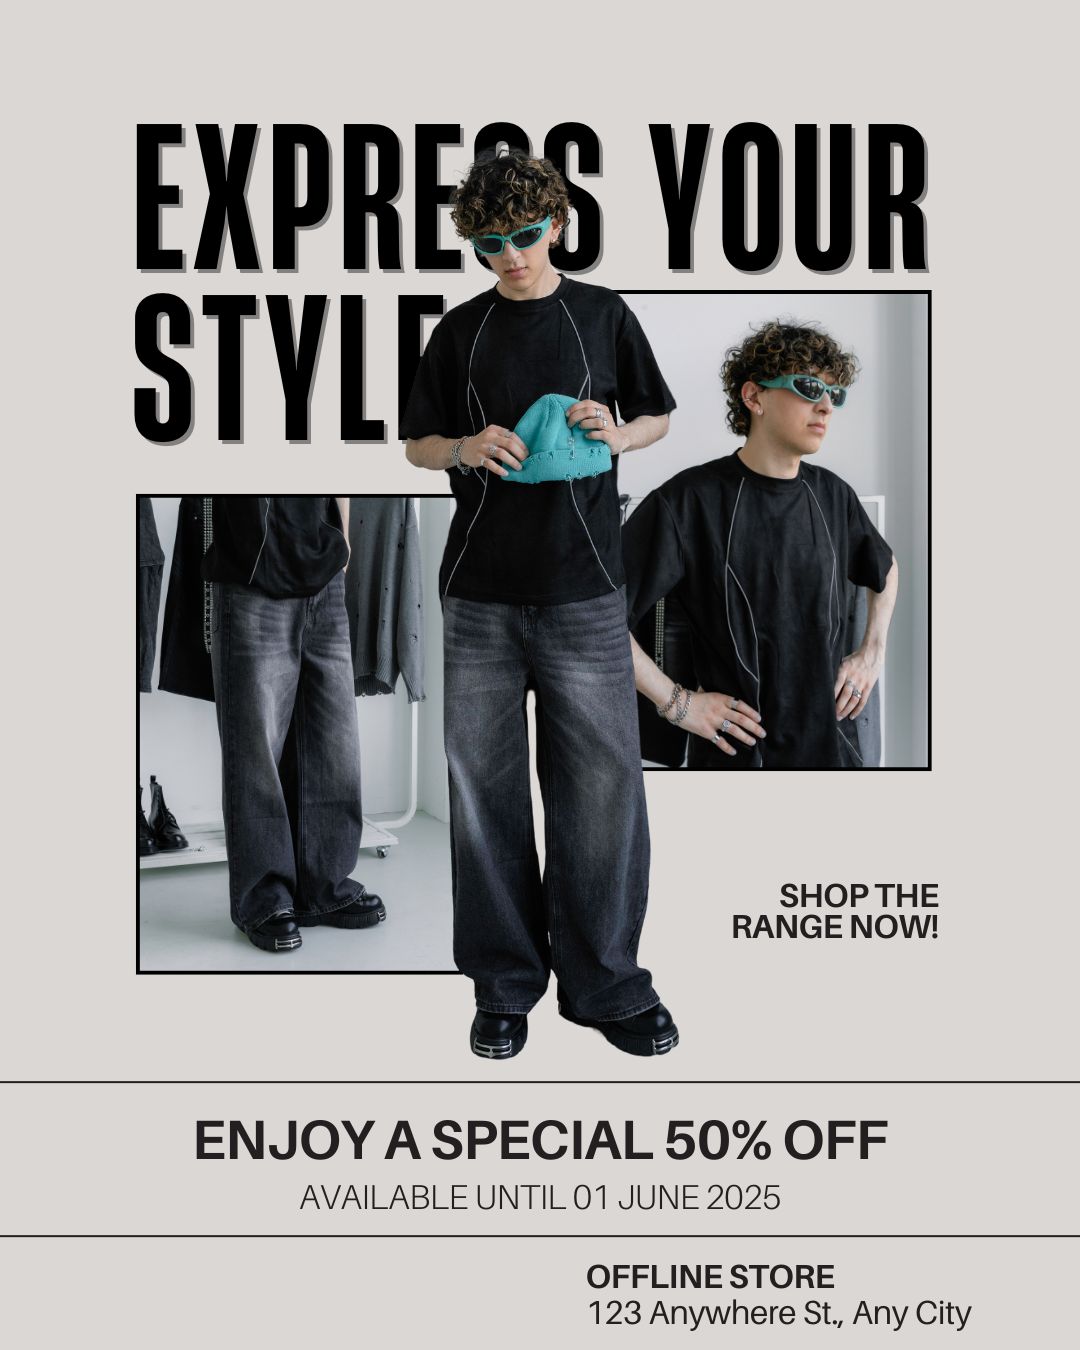 EXPRESS YOUR
STYLE
SHOP THE
RANGE NOW!
ENJOY A SPECIAL 50% OFF
AVAILABLE UNTIL 01 JUNE 2025
OFFLINE STORE
123 Anywhere St., Any City